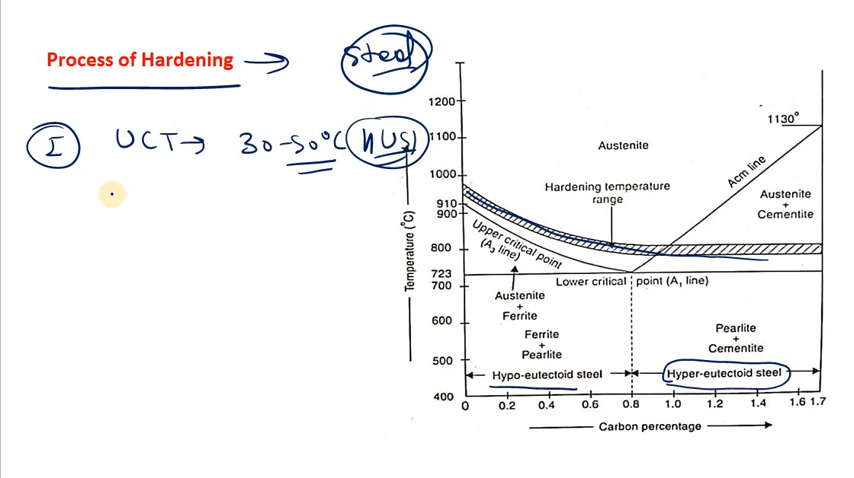 Process of Hardening → Steel
I UCT → 30-50°C HUS
1200
1100
1000
910
900
800
723
700
600
500
400
Temperature (°C)
1130°
Austenite
Acm line
Hardening temperature
range
Austenite
+
Cementite
Upper critical point
(A3 line)
Lower critical point (A1 line)
Austenite
+
Ferrite
Ferrite
+
Pearlite
Pearlite
+
Cementite
Hypo-eutectoid steel
Hyper-eutectoid steel
0 0.2 0.4 0.6 0.8 1.0 1.2 1.4 1.6 1.7
Carbon percentage